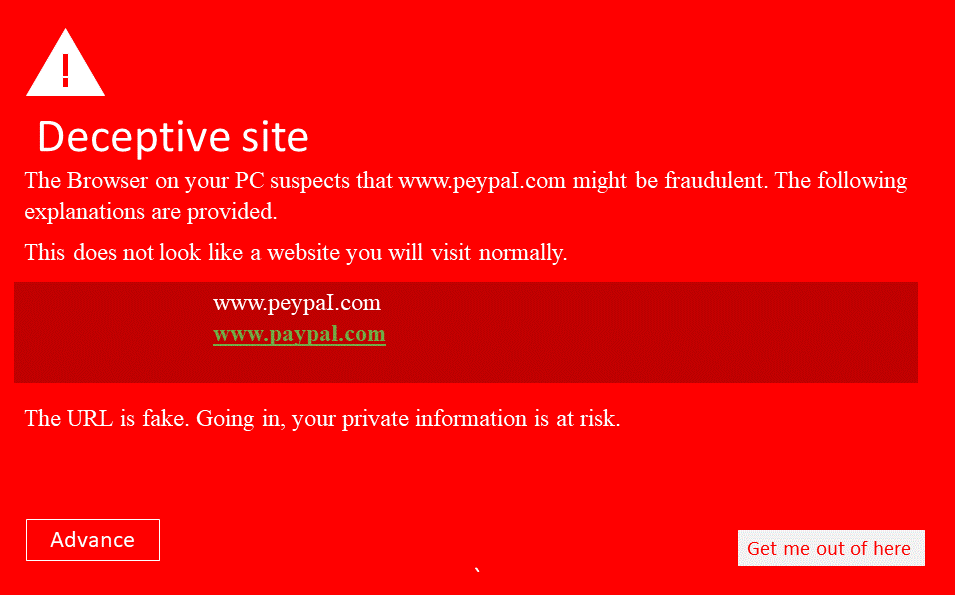 !
Deceptive site
The Browser on your PC suspects that www.peypaI.com might be fraudulent. The following
explanations are provided.
This does not look like a website you will visit normally.
www.peypaI.com
www.paypal.com
The URL is fake. Going in, your private information is at risk.
Advance
Get me out of here
`